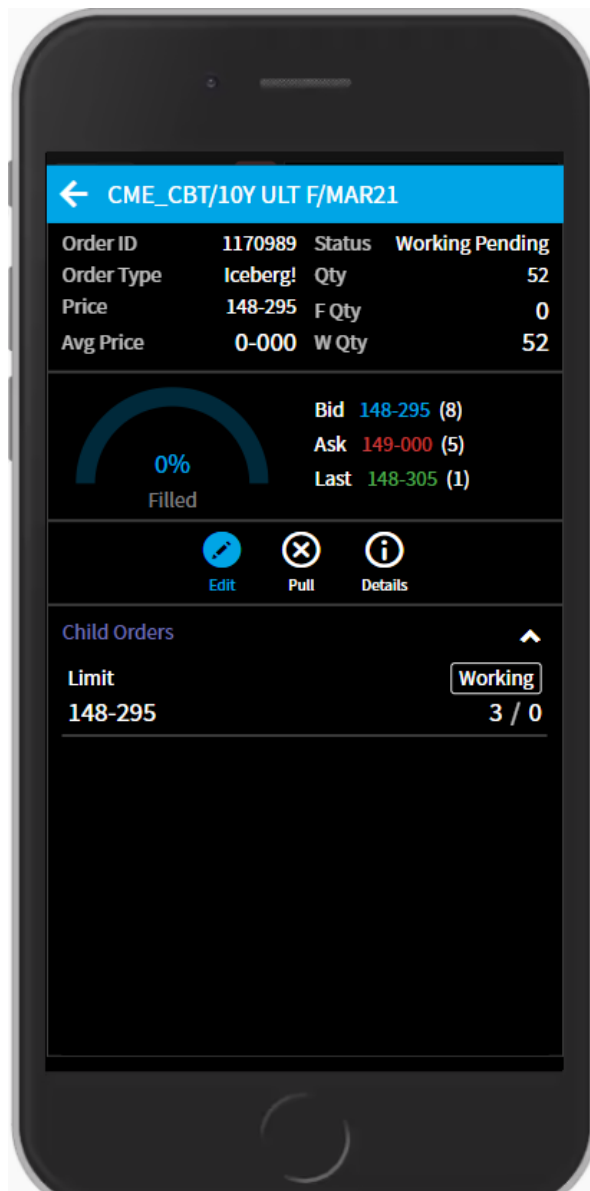 CME_CBT/10Y ULT F/MAR21
Order ID 1170989 Status Working Pending
Order Type Iceberg! Qty 52
Price 148-295 F Qty 0
Avg Price 0-000 W Qty 52
Bid 148-295 (8)
Ask 149-000 (5)
Last 148-305 (1)
0%
Filled
Edit Pull Details
Child Orders
Limit Working
148-295 3 / 0